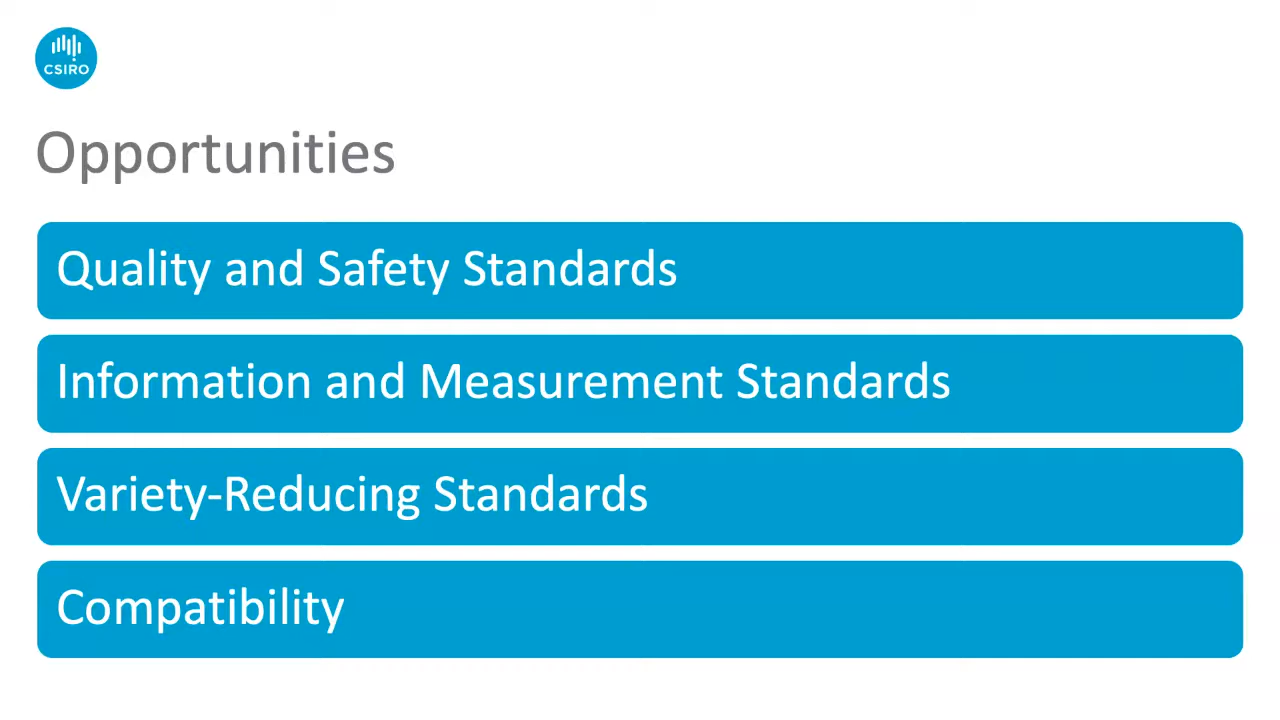 CSIRO
Opportunities
Quality and Safety Standards
Information and Measurement Standards
Variety-Reducing Standards
Compatibility